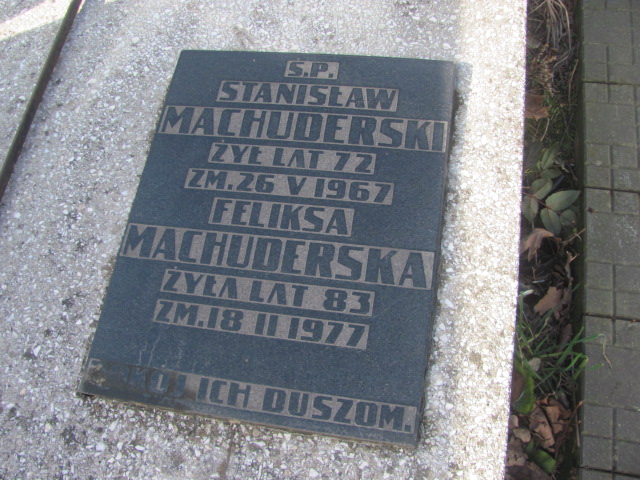 Ś.P.
STANISŁAW
MACHUDERSKI
ŻYŁ LAT 72
ZM. 26 V 1967
FELIKSA
MACHUDERSKA
ŻYŁA LAT 83
ZM. 18 II 1977
ICH DUSZOM.